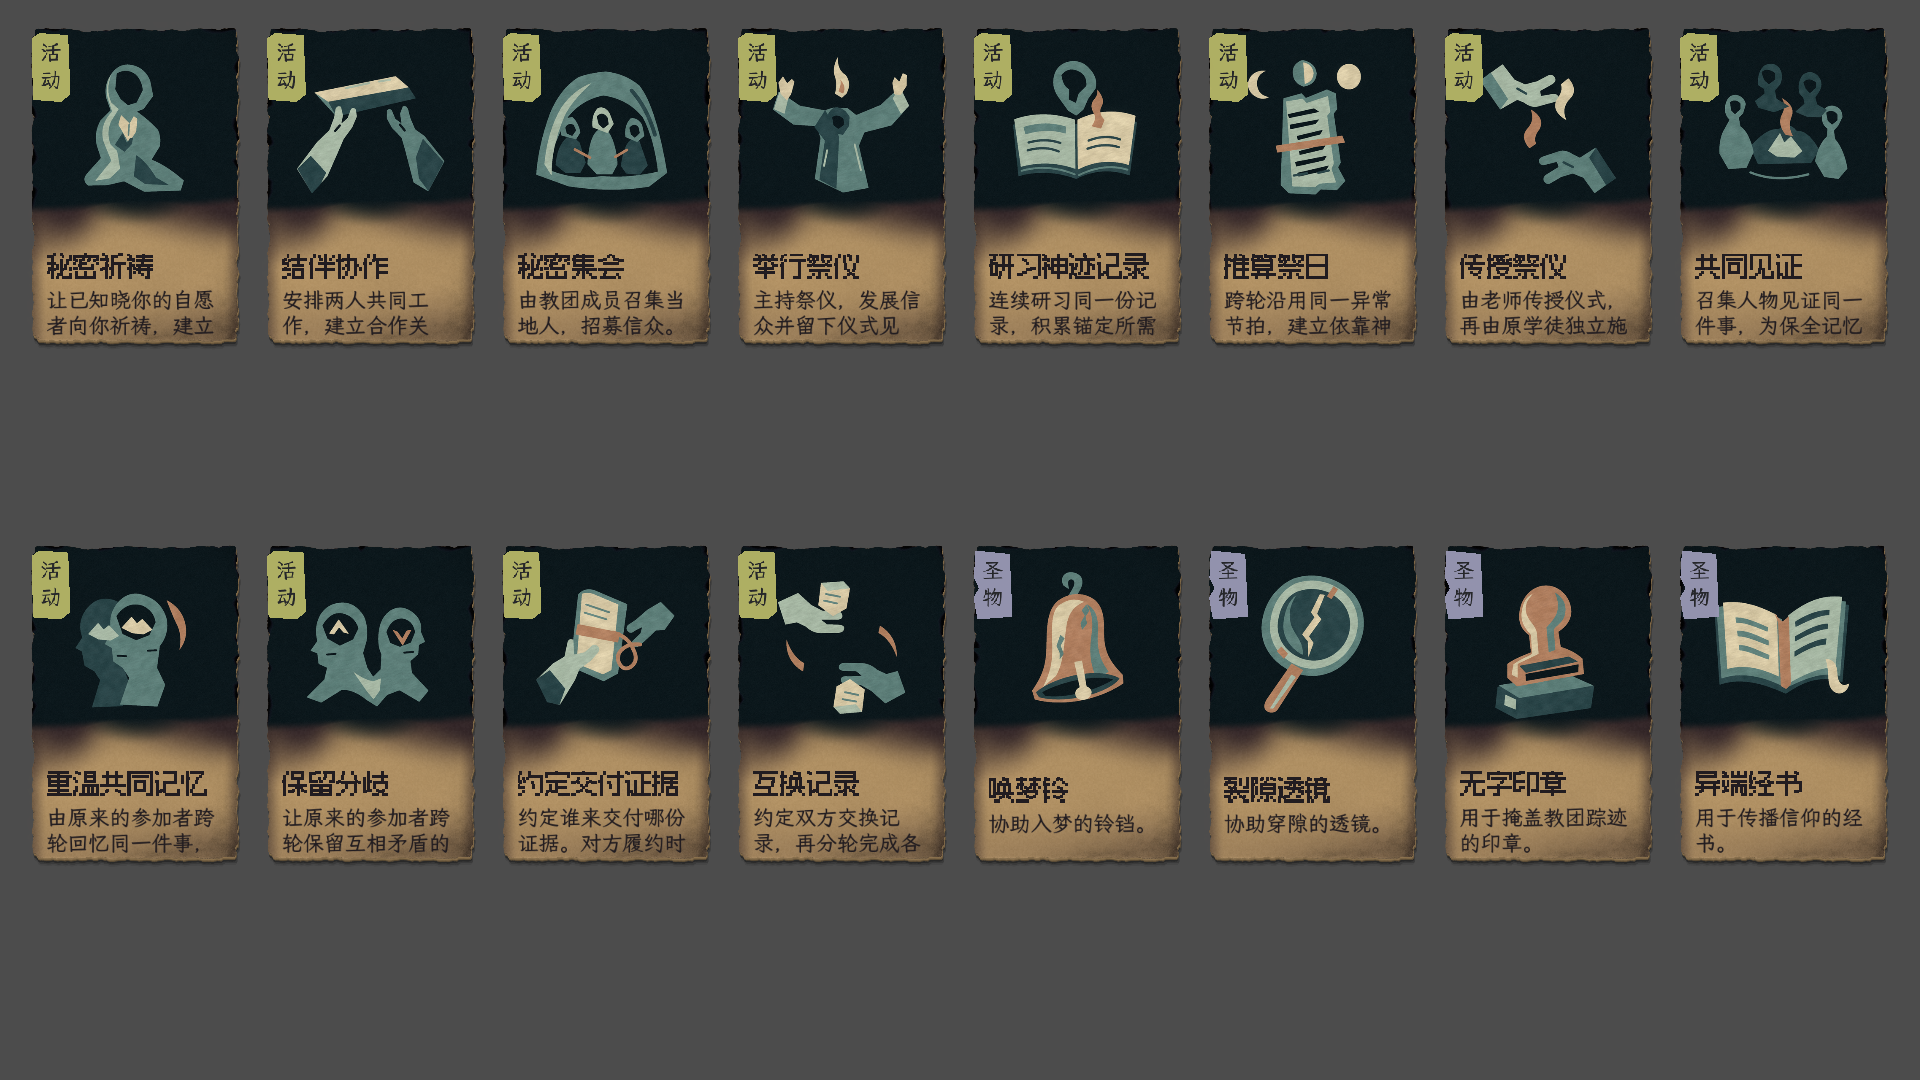 活动
秘密祈祷
让已知晓你的自愿
者向你祈祷，建立
活动
结伴协作
安排两人共同工
作，建立合作关
活动
秘密集会
由教团成员召集当
地人，招募信众。
活动
举行祭仪
主持祭仪，发展信
众并留下仪式见
活动
研习神迹记录
连续研习同一份记
录，积累锚定所需
活动
推算祭日
跨轮沿用同一异常
节拍，建立依靠神
活动
传授祭仪
由老师传授仪式，
再由原学徒独立施
活动
共同见证
召集人物见证同一
件事，为保全记忆
活动
重温共同记忆
由原来的参加者跨
轮回忆同一件事，
活动
保留分歧
让原来的参加者跨
轮保留互相矛盾的
活动
约定交付证据
约定谁来交付哪份
证据。对方履约时
活动
互换记录
约定双方交换记
录，再分轮完成各
圣物
唤梦铃
协助入梦的铃铛。
圣物
裂隙透镜
协助穿隙的透镜。
圣物
无字印章
用于掩盖教团踪迹
的印章。
圣物
异端经书
用于传播信仰的经
书。